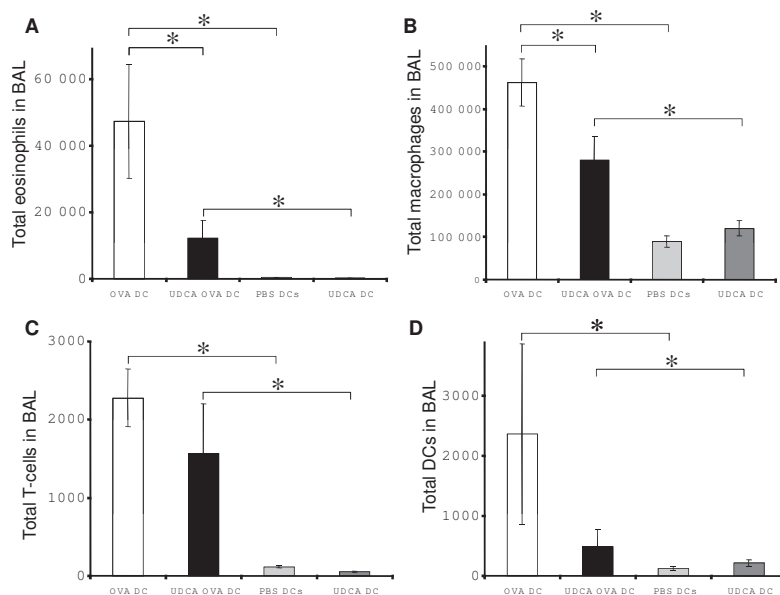 A
*
*
*
60 000
40 000
20 000
0
Total eosinophils in BAL
OVA DC UDCA OVA DC PBS DCs UDCA DC
B
*
*
*
500 000
400 000
300 000
200 000
100 000
0
Total macrophages in BAL
OVA DC UDCA OVA DC PBS DCs UDCA DC
C
*
*
3000
2000
1000
0
Total T-cells in BAL
OVA DC UDCA OVA DC PBS DCs UDCA DC
D
*
*
3000
2000
1000
0
Total DCs in BAL
OVA DC UDCA OVA DC PBS DCs UDCA DC